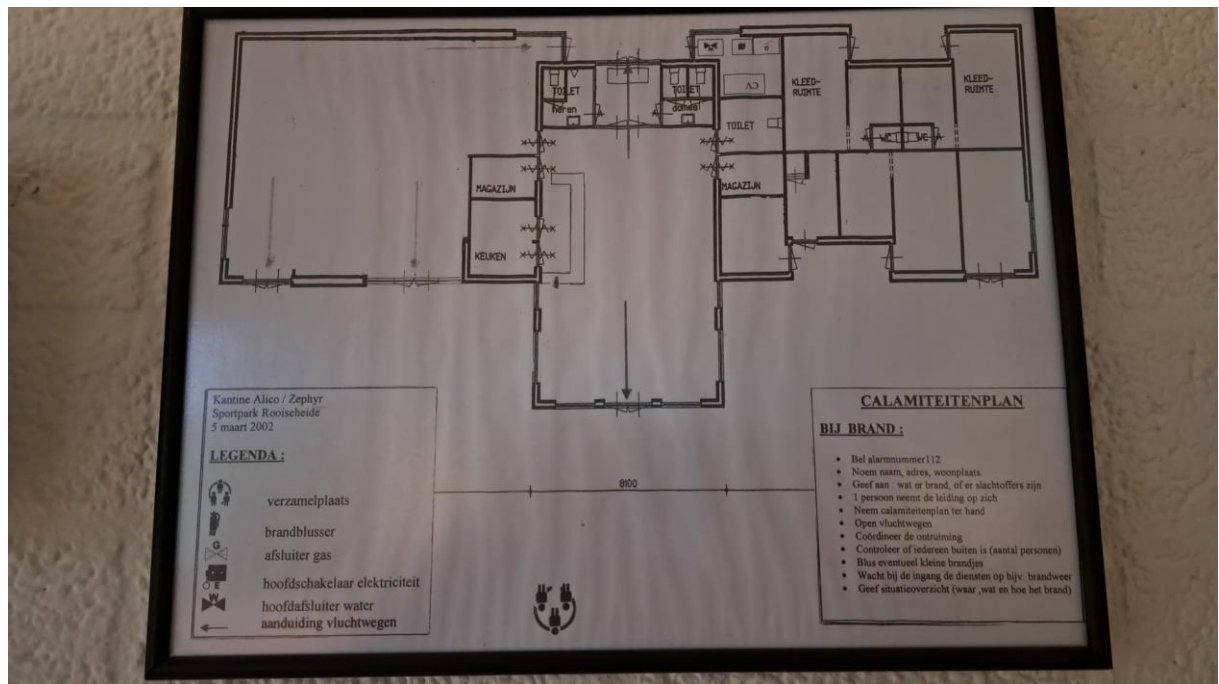 TOILET
heren
TOILET
dames
CV
TOILET
KLEED-
RUIMTE
KLEED-
RUIMTE
WC
WC
MAGAZIJN
MAGAZIJN
KEUKEN
Kantine Alico / Zephyr
Sportpark Rooiseheide
5 maart 2002
LEGENDA :
verzamelplaats
brandblusser
G
afsluiter gas
E
hoofdschakelaar elektriciteit
W
hoofdafsluiter water
aanduiding vluchtwegen
8100
CALAMITEITENPLAN
BIJ BRAND :
• Bel alarmnummer112
• Noem naam, adres, woonplaats
• Geef aan : wat er brand, of er slachtoffers zijn
• 1 persoon neemt de leiding op zich
• Neem calamiteitenplan ter hand
• Open vluchtwegen
• Coördineer de ontruiming
• Controleer of iedereen buiten is (aantal personen)
• Blus eventueel kleine brandjes
• Wacht bij de ingang de diensten op bijv: brandweer
• Geef situatieoverzicht (waar ,wat en hoe het brand)